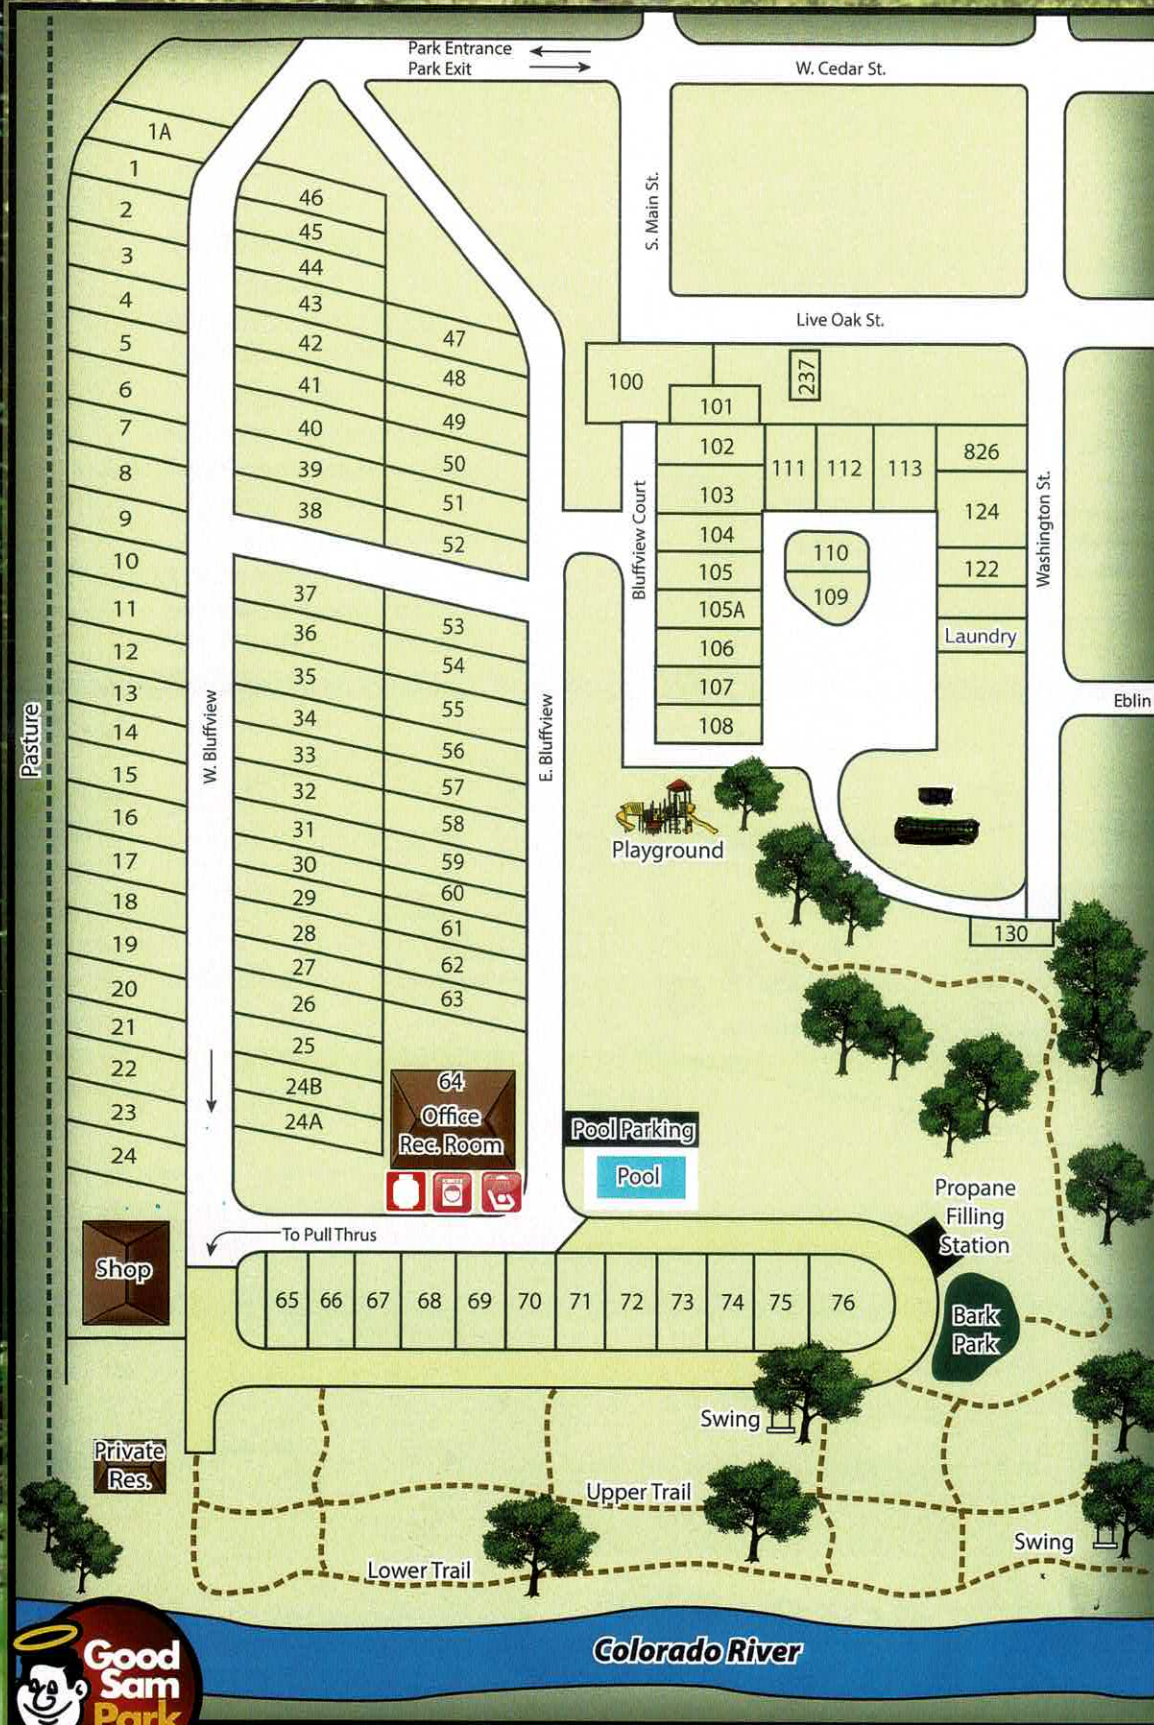 Park Entrance
Park Exit
W. Cedar St.
S. Main St.
Live Oak St.
1A
1
2
3
4
5
6
7
8
9
10
11
12
13
14
15
16
17
18
19
20
21
22
23
24
Pasture
W. Bluffview
46
45
44
43
42
41
40
39
38
47
48
49
50
51
52
37
36
35
34
33
32
31
30
29
28
27
26
25
24B
24A
53
54
55
56
57
58
59
60
61
62
63
E. Bluffview
64
Office
Rec. Room
100
101
237
102
103
104
105
105A
106
107
108
Bluffview Court
111
112
113
110
109
826
124
122
Laundry
Washington St.
Eblin
Playground
130
Pool Parking
Pool
Propane
Filling
Station
Bark
Park
To Pull Thrus
Shop
65
66
67
68
69
70
71
72
73
74
75
76
Swing
Private
Res.
Upper Trail
Lower Trail
Swing
Colorado River
Good
Sam
Park